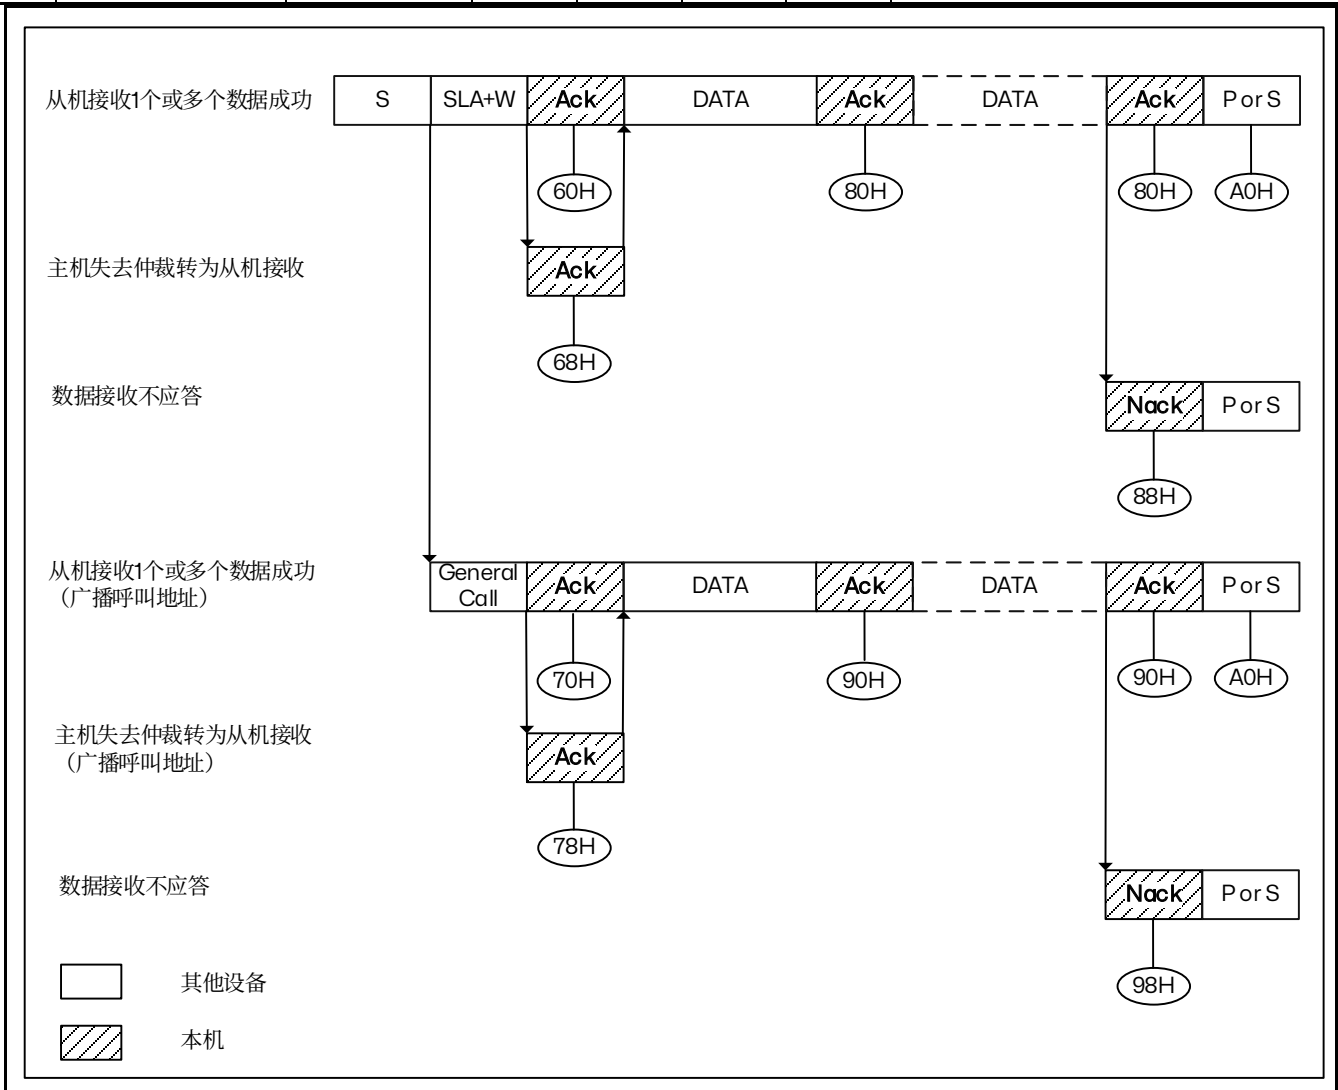 从机接收1个或多个数据成功 S SLA+W Ack DATA Ack DATA Ack P or S
60H 80H 80H A0H
主机失去仲裁转为从机接收 Ack
68H
数据接收不应答 Nack P or S
88H
从机接收1个或多个数据成功
(广播呼叫地址)
General
Call
Ack DATA Ack DATA Ack P or S
70H 90H 90H A0H
主机失去仲裁转为从机接收
(广播呼叫地址)
Ack
78H
数据接收不应答 Nack P or S
98H
其他设备
本机